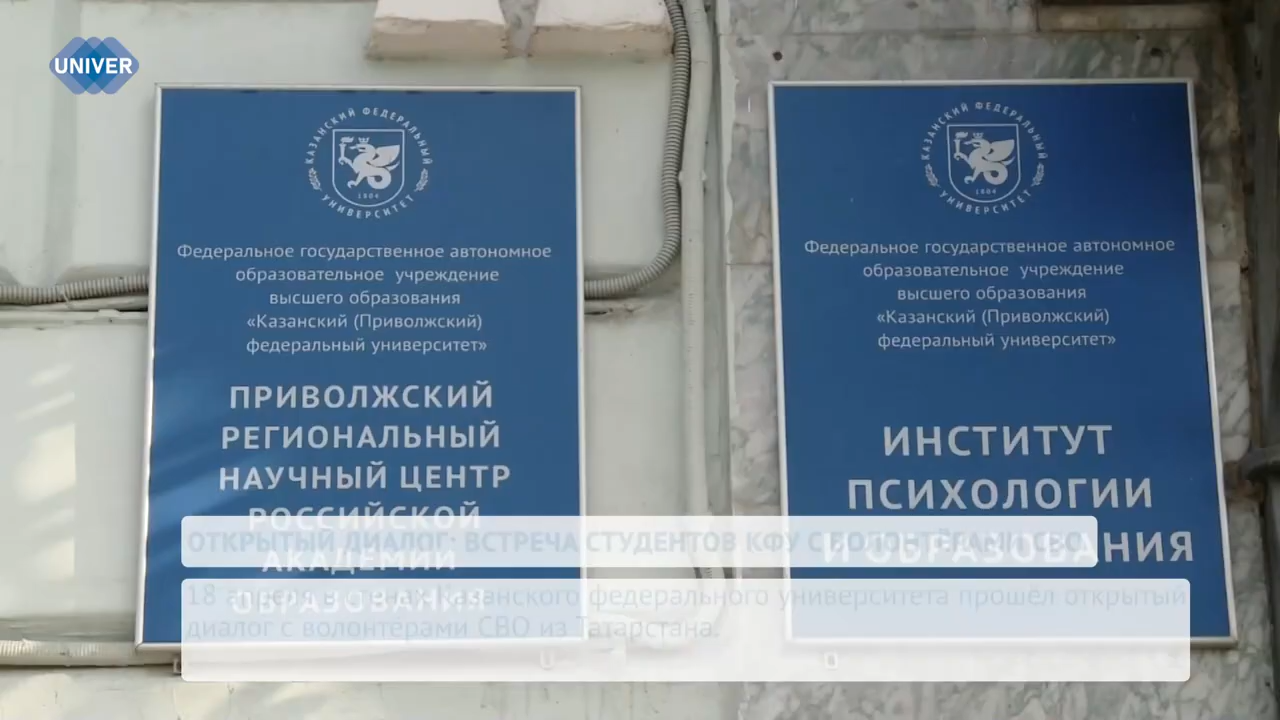 UNIVER
КАЗАНСКИЙ ФЕДЕРАЛЬНЫЙ УНИВЕРСИТЕТ
1804
Федеральное государственное автономное
образовательное учреждение
высшего образования
«Казанский (Приволжский)
федеральный университет»
ПРИВОЛЖСКИЙ
РЕГИОНАЛЬНЫЙ
НАУЧНЫЙ ЦЕНТР
РОССИЙСКОЙ
АКАДЕМИИ
ОБРАЗОВАНИЯ
КАЗАНСКИЙ ФЕДЕРАЛЬНЫЙ УНИВЕРСИТЕТ
1804
Федеральное государственное автономное
образовательное учреждение
высшего образования
«Казанский (Приволжский)
федеральный университет»
ИНСТИТУТ
ПСИХОЛОГИИ
И ОБРАЗОВАНИЯ
ОТКРЫТЫЙ ДИАЛОГ: ВСТРЕЧА СТУДЕНТОВ КФУ С ВОЛОНТЁРАМИ СВО
18 апреля в стенах Казанского федерального университета прошёл открытый
диалог с волонтёрами СВО из Татарстана.